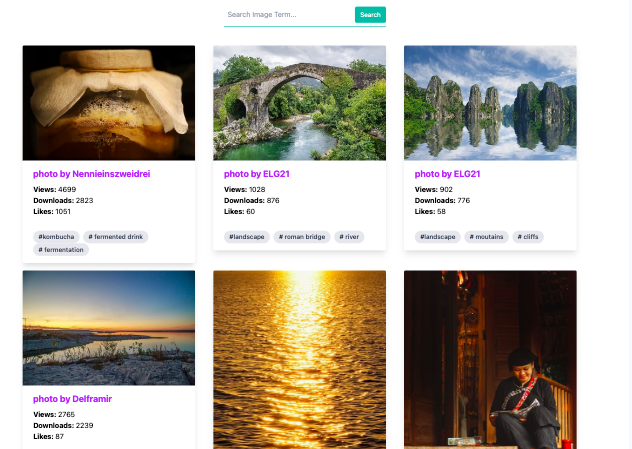 Search Image Term...
Search
photo by Nennieinszweidrei
Views: 4699
Downloads: 2823
Likes: 1051
#kombucha # fermented drink
# fermentation
photo by ELG21
Views: 1028
Downloads: 876
Likes: 60
#landscape # roman bridge # river
photo by ELG21
Views: 902
Downloads: 776
Likes: 58
#landscape # moutains # cliffs
photo by Delframir
Views: 2765
Downloads: 2239
Likes: 87